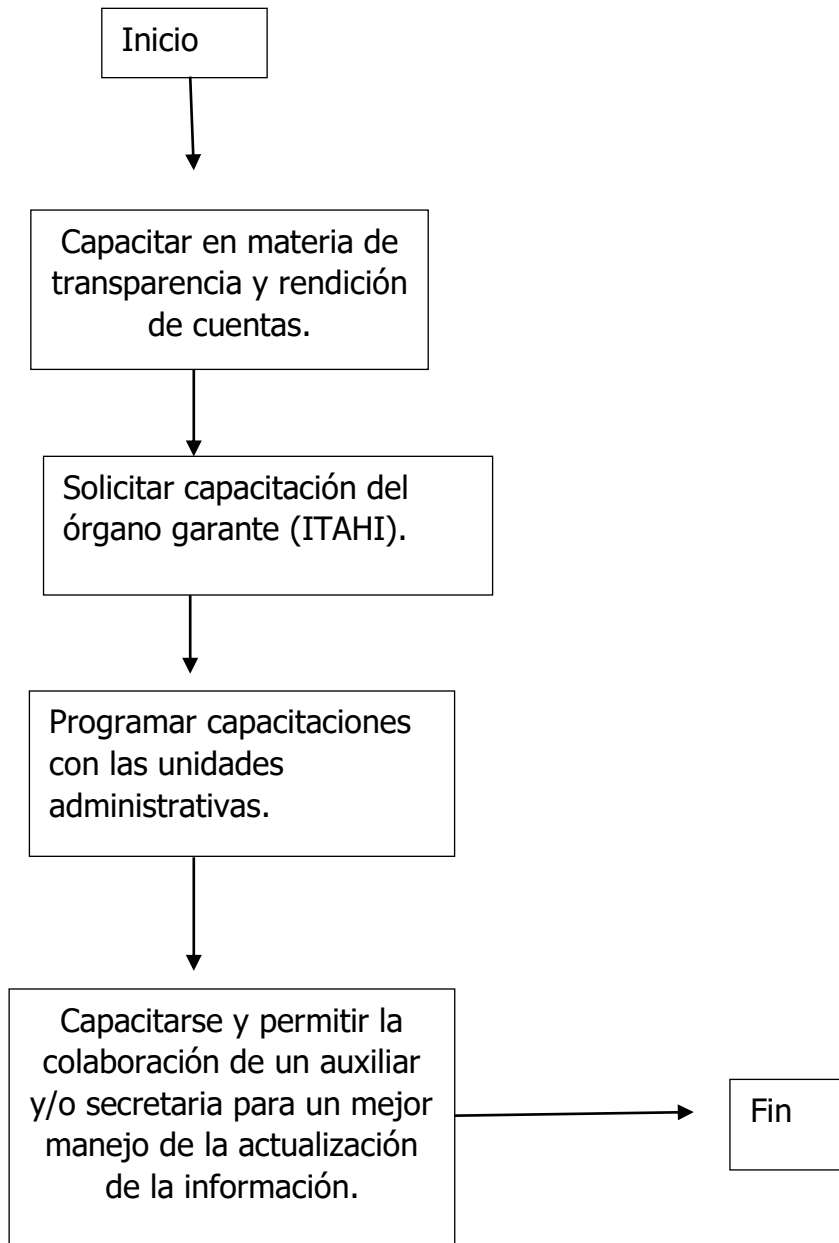 Inicio
Capacitar en materia de
transparencia y rendición
de cuentas.
Solicitar capacitación del
órgano garante (ITAHI).
Programar capacitaciones
con las unidades
administrativas.
Capacitarse y permitir la
colaboración de un auxiliar
y/o secretaria para un mejor
manejo de la actualización
de la información.
Fin